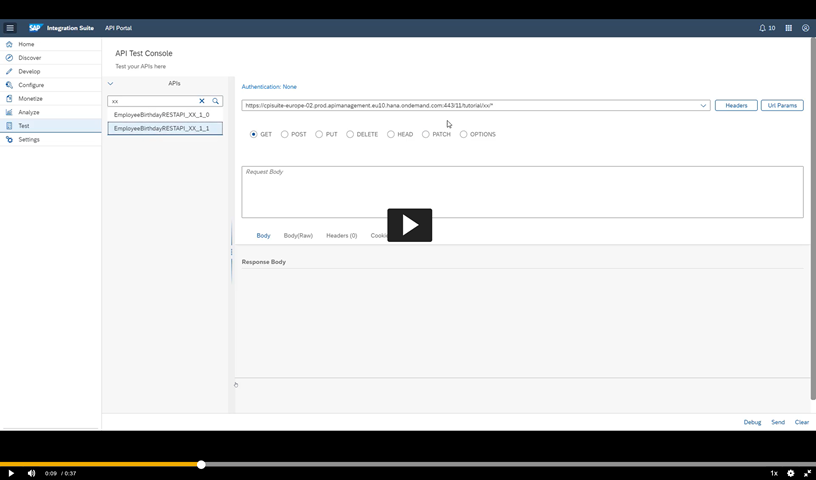 SAP Integration Suite API Portal 10
Home
Discover
Develop
Configure
Monetize
Analyze
Test
Settings
API Test Console
Test your APIs here
APIs
xx
EmployeeBirthdayRESTAPI_XX_1_0
EmployeeBirthdayRESTAPI_XX_1_1
Authentication: None
https://cpisuite-europe-02.prod.apimanagement.eu10.hana.ondemand.com:443/11/tutorial/xx/*
Headers Url Params
GET POST PUT DELETE HEAD PATCH OPTIONS
Request Body
Body Body(Raw) Headers (0)
Response Body
Debug Send Clear
0:09 / 0:37 1x